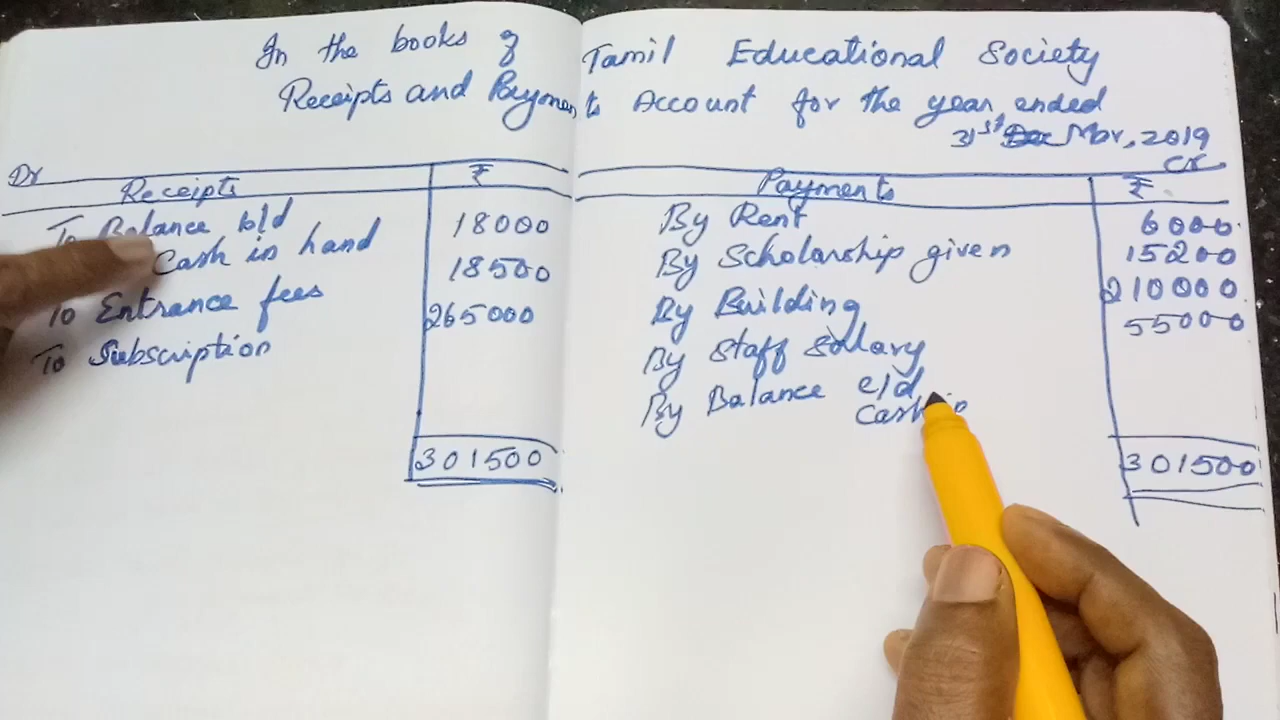 In the books of Tamil Educational Society
Receipts and Payments Account for the year ended
31st Mar, 2019
Dr Cr
Receipts ₹ Payments ₹
To Balance b/d
Cash in hand 18000
To Entrance fees 18500
To Subscription 265000
301500
By Rent 6000
By Scholarship given 15200
By Building 210000
By Staff Salary 55000
By Balance c/d
Cash
301500